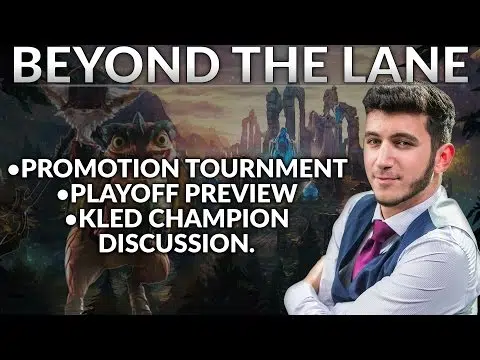 BEYOND THE LANE
•PROMOTION TOURNMENT
•PLAYOFF PREVIEW
•KLED CHAMPION
DISCUSSION.